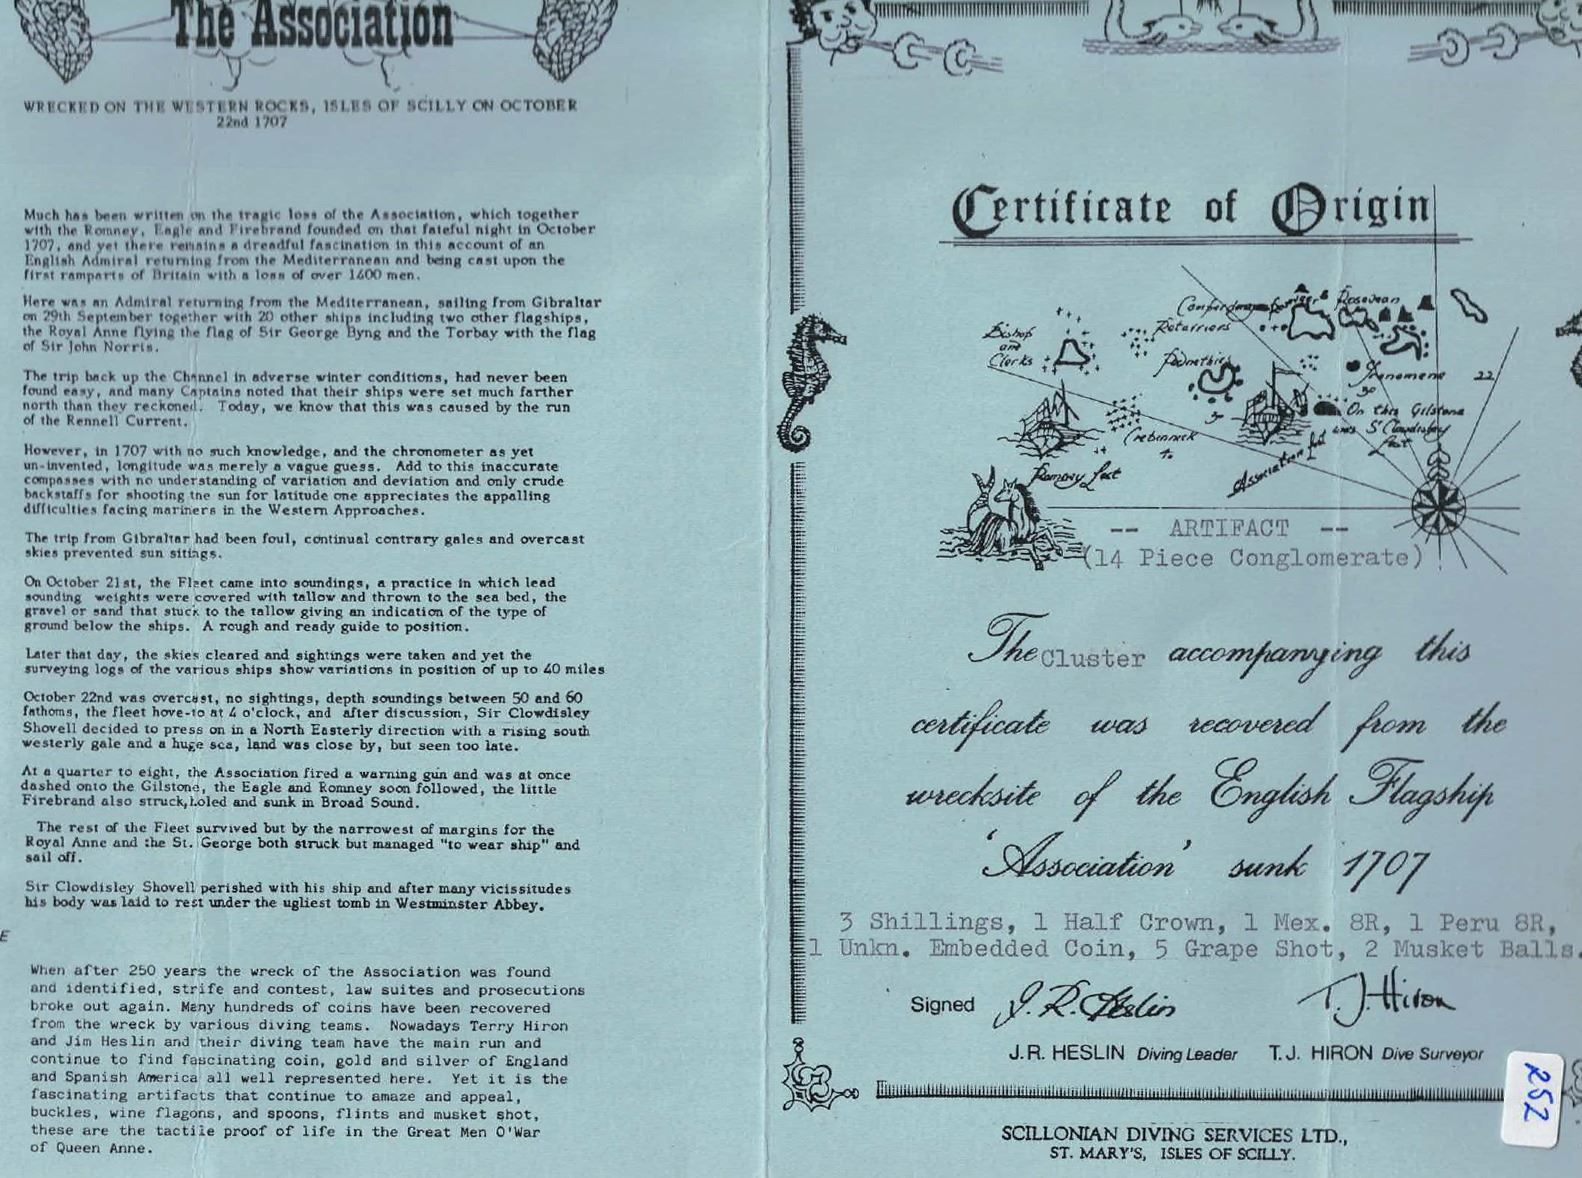 The Association
WRECKED ON THE WESTERN ROCKS, ISLES OF SCILLY ON OCTOBER
22nd 1707
Much has been written on the tragic loss of the Association, which together
with the Romney, Eagle and Firebrand founded on that fateful night in October
1707, and yet there remains a dreadful fascination in this account of an
English Admiral returning from the Mediterranean and being cast upon the
first ramparts of Britain with a loss of over 1600 men.
Here was an Admiral returning from the Mediterranean, sailing from Gibraltar
on 29th September together with 20 other ships including two other flagships,
the Royal Anne flying the flag of Sir George Byng and the Torbay with the flag
of Sir John Norris.
The trip back up the Channel in adverse winter conditions, had never been
found easy, and many Captains noted that their ships were set much farther
north than they reckoned. Today, we know that this was caused by the run
of the Rennell Current.
However, in 1707 with no such knowledge, and the chronometer as yet
un-invented, longitude was merely a vague guess. Add to this inaccurate
compasses with no understanding of variation and deviation and only crude
backstaffs for shooting the sun for latitude one appreciates the appalling
difficulties facing mariners in the Western Approaches.
The trip from Gibraltar had been foul, continual contrary gales and overcast
skies prevented sun sitings.
On October 21st, the Fleet came into soundings, a practice in which lead
sounding weights were covered with tallow and thrown to the sea bed, the
gravel or sand that stuck to the tallow giving an indication of the type of
ground below the ships. A rough and ready guide to position.
Later that day, the skies cleared and sightings were taken and yet the
surveying logs of the various ships show variations in position of up to 40 miles
October 22nd was overcast, no sightings, depth soundings between 50 and 60
fathoms, the fleet hove-to at 4 o'clock, and after discussion, Sir Clowdisley
Shovell decided to press on in a North Easterly direction with a rising south
westerly gale and a huge sea, land was close by, but seen too late.
At a quarter to eight, the Association fired a warning gun and was at once
dashed onto the Gilstone, the Eagle and Romney soon followed, the little
Firebrand also struck, holed and sunk in Broad Sound.
The rest of the Fleet survived but by the narrowest of margins for the
Royal Anne and the St. George both struck but managed "to wear ship" and
sail off.
Sir Clowdisley Shovell perished with his ship and after many vicissitudes
his body was laid to rest under the ugliest tomb in Westminster Abbey.
E
When after 250 years the wreck of the Association was found
and identified, strife and contest, law suites and prosecutions
broke out again. Many hundreds of coins have been recovered
from the wreck by various diving teams. Nowadays Terry Hiron
and Jim Heslin and their diving team have the main run and
continue to find fascinating coin, gold and silver of England
and Spanish America all well represented here. Yet it is the
fascinating artifacts that continue to amaze and appeal,
buckles, wine flagons, and spoons, flints and musket shot,
these are the tactile proof of life in the Great Men O'War
of Queen Anne.
Certificate of Origin
Rosevean
Retarriers
Bishop
and
Clerks
22
On this Gilstone
was Sr Clowdisley
Lost
Crebinnick
Association lost
Romney Lost
-- ARTIFACT --
(14 Piece Conglomerate)
The Cluster accompanying this
certificate was recovered from the
wrecksite of the English Flagship
'Association' sunk 1707
3 Shillings, 1 Half Crown, 1 Mex. 8R, 1 Peru 8R,
1 Unkn. Embedded Coin, 5 Grape Shot, 2 Musket Balls.
Signed J.R. Heslin T.J. Hiron
J.R. HESLIN Diving Leader T.J. HIRON Dive Surveyor
SCILLONIAN DIVING SERVICES LTD.,
ST. MARY'S, ISLES OF SCILLY.
252